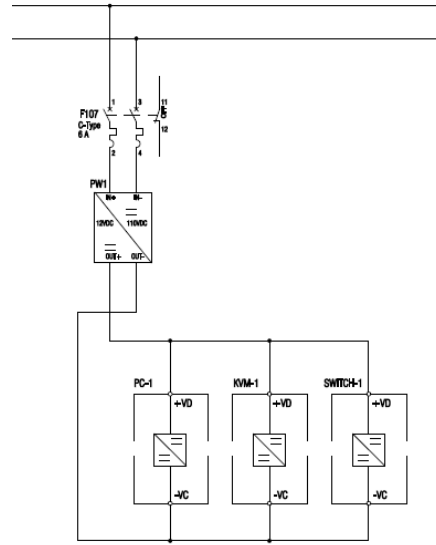 1 3 11
F107
C-Type
6 A
OFF
12
2 4
PW1
IN+ IN-
12VDC 110VDC
OUT+ OUT-
PC-1 KVM-1 SWITCH-1
+VD +VD +VD
-VC -VC -VC